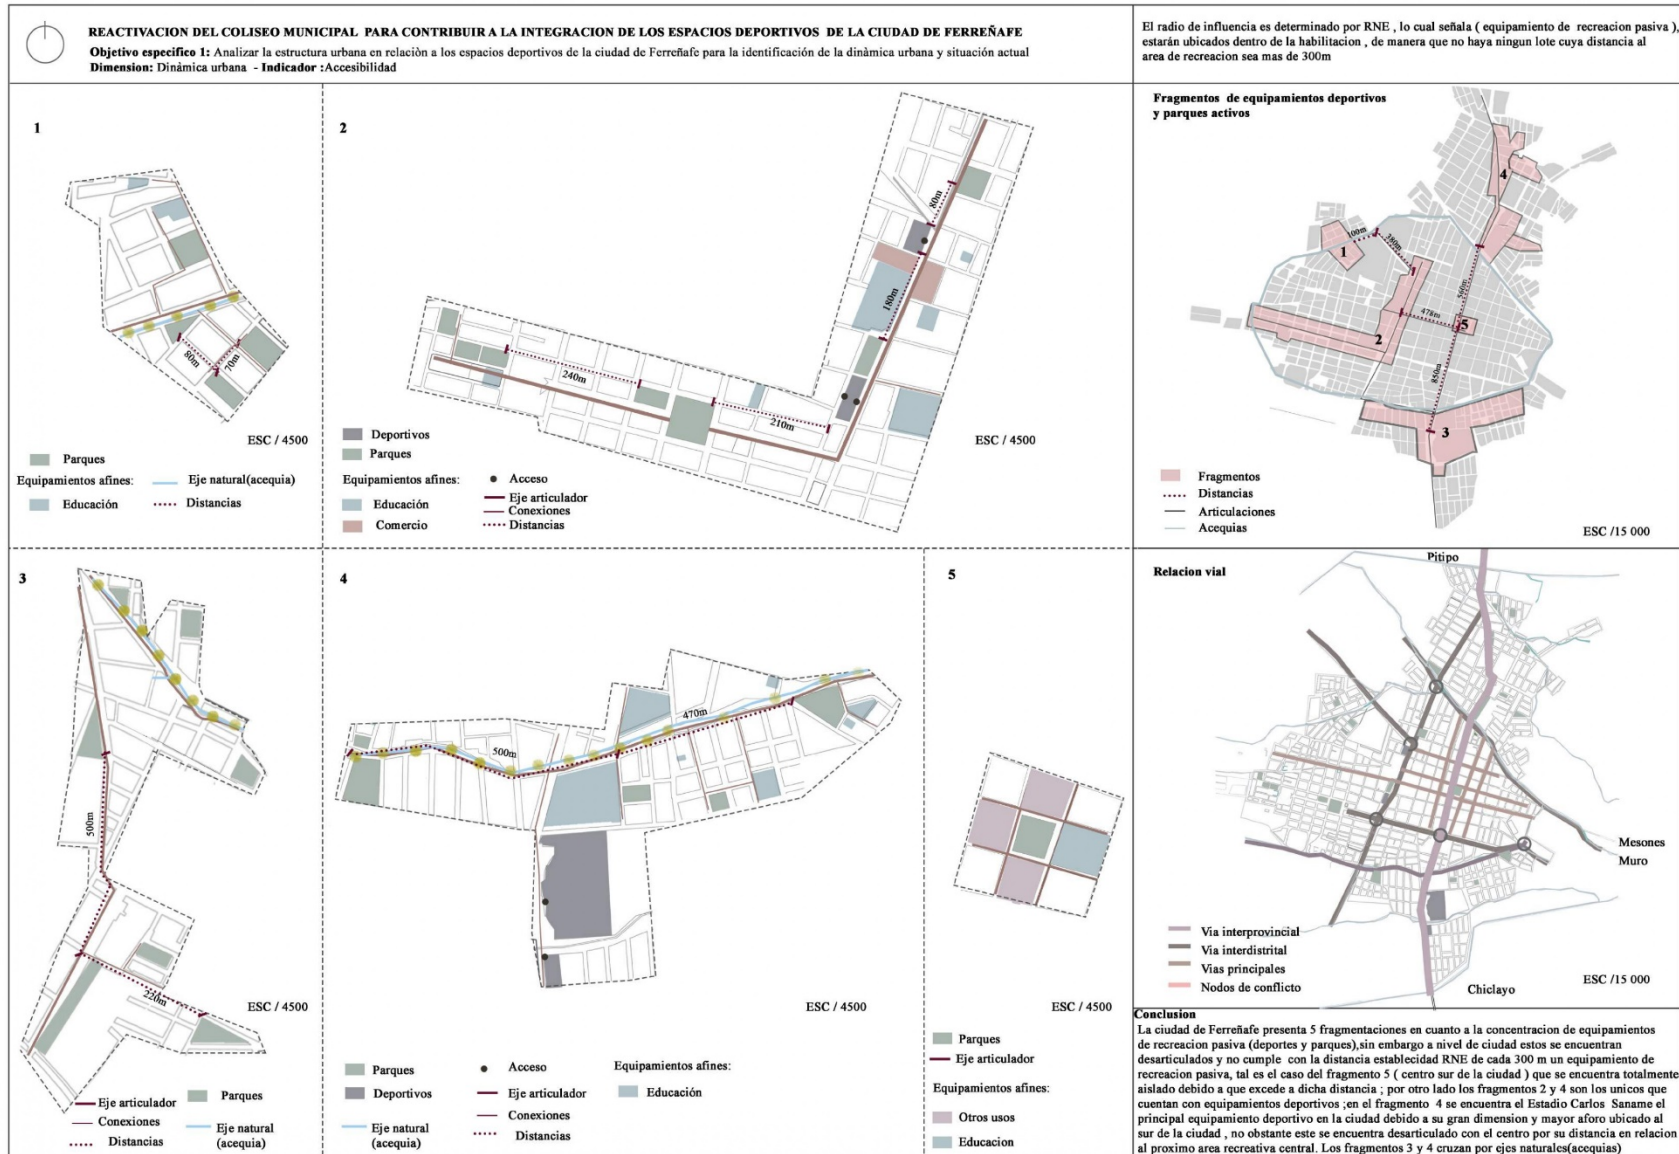 REACTIVACION DEL COLISEO MUNICIPAL PARA CONTRIBUIR A LA INTEGRACION DE LOS ESPACIOS DEPORTIVOS DE LA CIUDAD DE FERREÑAFE
Objetivo especifico 1: Analizar la estructura urbana en relaciòn a los espacios deportivos de la ciudad de Ferreñafe para la identificación de la dinàmica urbana y situación actual
Dimension: Dinàmica urbana - Indicador :Accesibilidad
El radio de influencia es determinado por RNE , lo cual señala ( equipamiento de recreacion pasiva ),
estarán ubicados dentro de la habilitacion , de manera que no haya ningun lote cuya distancia al
area de recreacion sea mas de 300m
1
80m
70m
ESC / 4500
Parques
Equipamientos afines:
Educación
Eje natural(acequia)
Distancias
2
80m
180m
240m
210m
ESC / 4500
Deportivos
Parques
Equipamientos afines:
Educación
Comercio
Acceso
Eje articulador
Conexiones
Distancias
Fragmentos de equipamientos deportivos
y parques activos
4
1
300m
380m
560m
478m
5
2
850m
3
Fragmentos
Distancias
Articulaciones
Acequias
ESC /15 000
3
500m
220m
ESC / 4500
Eje articulador
Conexiones
Distancias
Parques
Eje natural
(acequia)
4
470m
500m
ESC / 4500
Parques
Deportivos
Acceso
Eje articulador
Conexiones
Eje natural
(acequia)
Distancias
Equipamientos afines:
Educación
5
ESC / 4500
Parques
Eje articulador
Equipamientos afines:
Otros usos
Educacion
Relacion vial
Pitipo
Mesones
Muro
Chiclayo
Via interprovincial
Via interdistrital
Vias principales
Nodos de conflicto
ESC /15 000
Conclusion
La ciudad de Ferreñafe presenta 5 fragmentaciones en cuanto a la concentracion de equipamientos
de recreacion pasiva (deportes y parques),sin embargo a nivel de ciudad estos se encuentran
desarticulados y no cumple con la distancia establecidad RNE de cada 300 m un equipamiento de
recreacion pasiva, tal es el caso del fragmento 5 ( centro sur de la ciudad ) que se encuentra totalmente
aislado debido a que excede a dicha distancia ; por otro lado los fragmentos 2 y 4 son los unicos que
cuentan con equipamientos deportivos ;en el fragmento 4 se encuentra el Estadio Carlos Saname el
principal equipamiento deportivo en la ciudad debido a su gran dimension y mayor aforo ubicado al
sur de la ciudad , no obstante este se encuentra desarticulado con el centro por su distancia en relacion
al proximo area recreativa central. Los fragmentos 3 y 4 cruzan por ejes naturales(acequias)